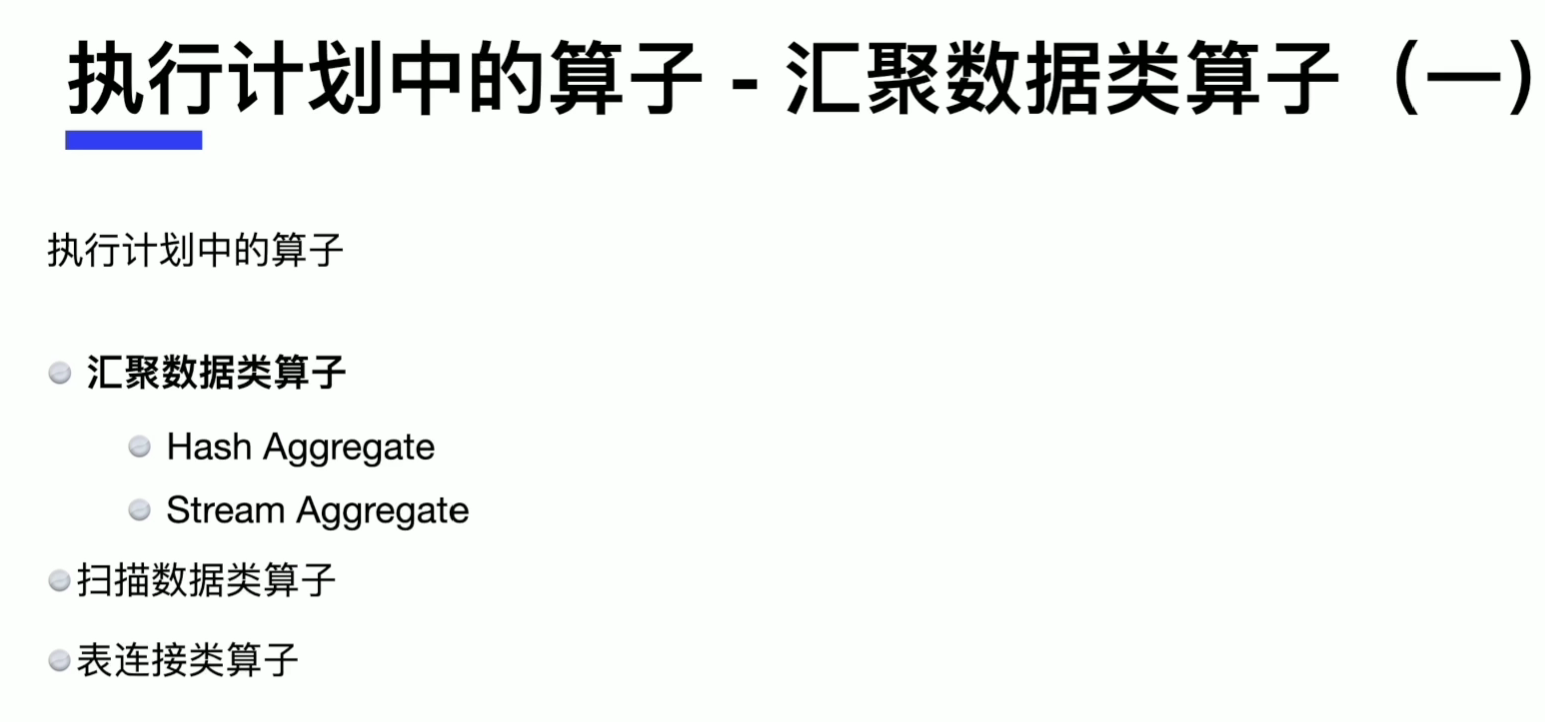 执行计划中的算子 - 汇聚数据类算子（一）
执行计划中的算子
汇聚数据类算子
Hash Aggregate
Stream Aggregate
扫描数据类算子
表连接类算子